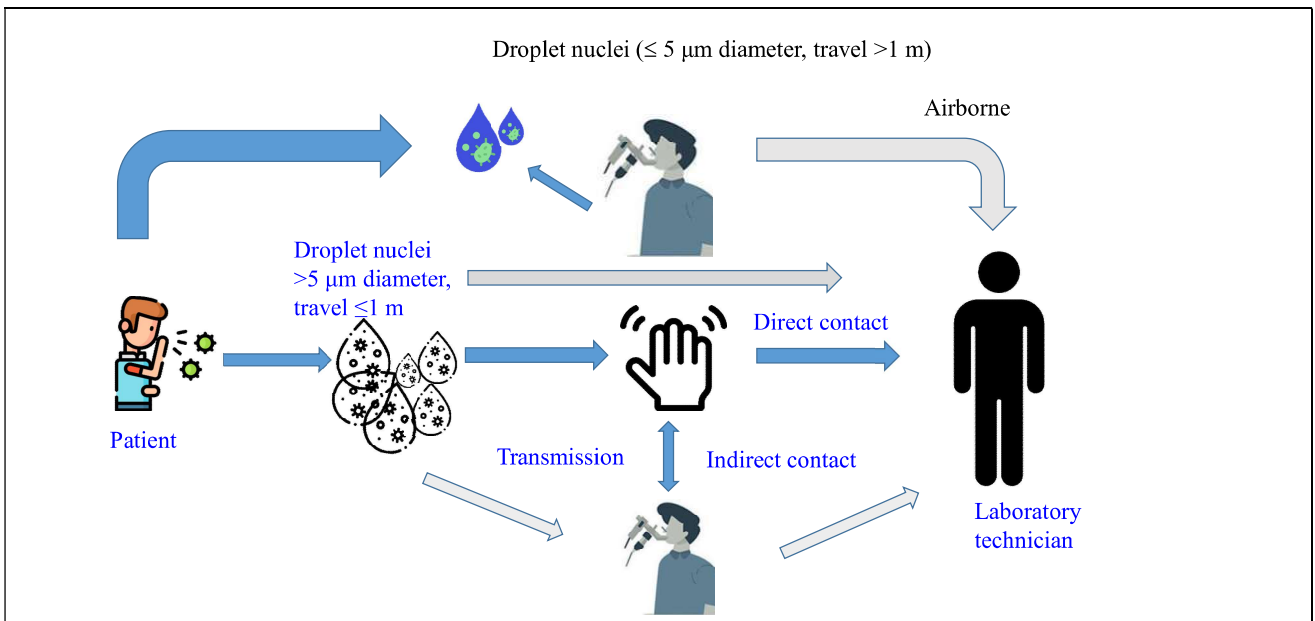 Droplet nuclei (≤ 5 μm diameter, travel >1 m)
Airborne
Droplet nuclei
>5 μm diameter,
travel ≤1 m
Direct contact
Patient
Transmission
Indirect contact
Laboratory
technician